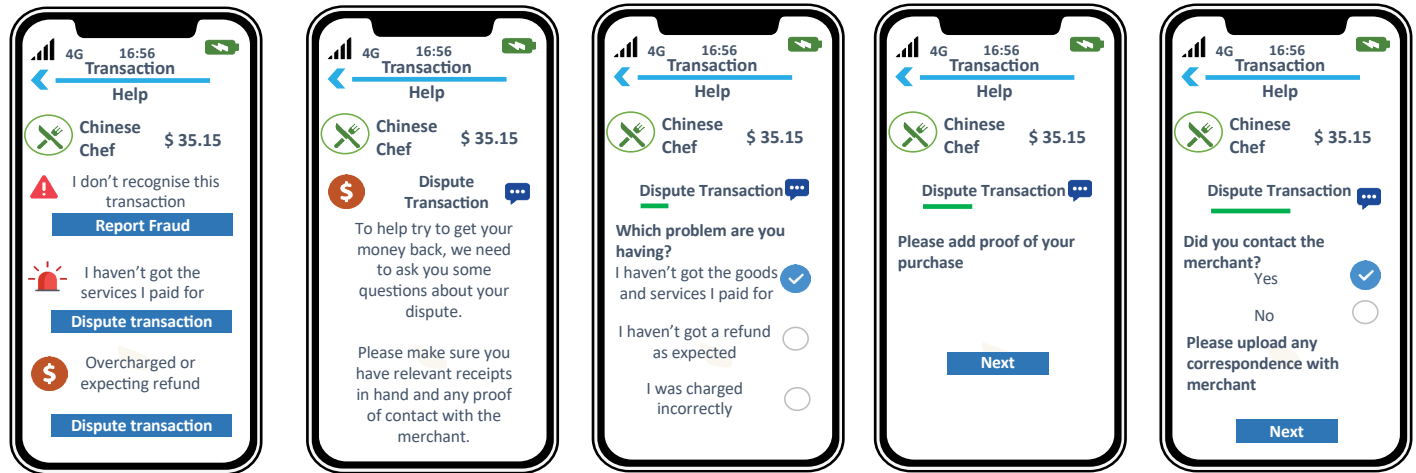 4G 16:56
Transaction
Help
Chinese
Chef
$ 35.15
I don't recognise this
transaction
Report Fraud
I haven't got the
services I paid for
Dispute transaction
Overcharged or
expecting refund
$
Dispute transaction
4G 16:56
Transaction
Help
Chinese
Chef
$ 35.15
$
Dispute
Transaction
To help try to get your
money back, we need
to ask you some
questions about your
dispute.
Please make sure you
have relevant receipts
in hand and any proof
of contact with the
merchant.
4G 16:56
Transaction
Help
Chinese
Chef
$ 35.15
Dispute Transaction
Which problem are you
having?
I haven't got the goods
and services I paid for
I haven't got a refund
as expected
I was charged
incorrectly
4G 16:56
Transaction
Help
Chinese
Chef
$ 35.15
Dispute Transaction
Please add proof of your
purchase
Next
4G 16:56
Transaction
Help
Chinese
Chef
$ 35.15
Dispute Transaction
Did you contact the
merchant?
Yes
No
Please upload any
correspondence with
merchant
Next